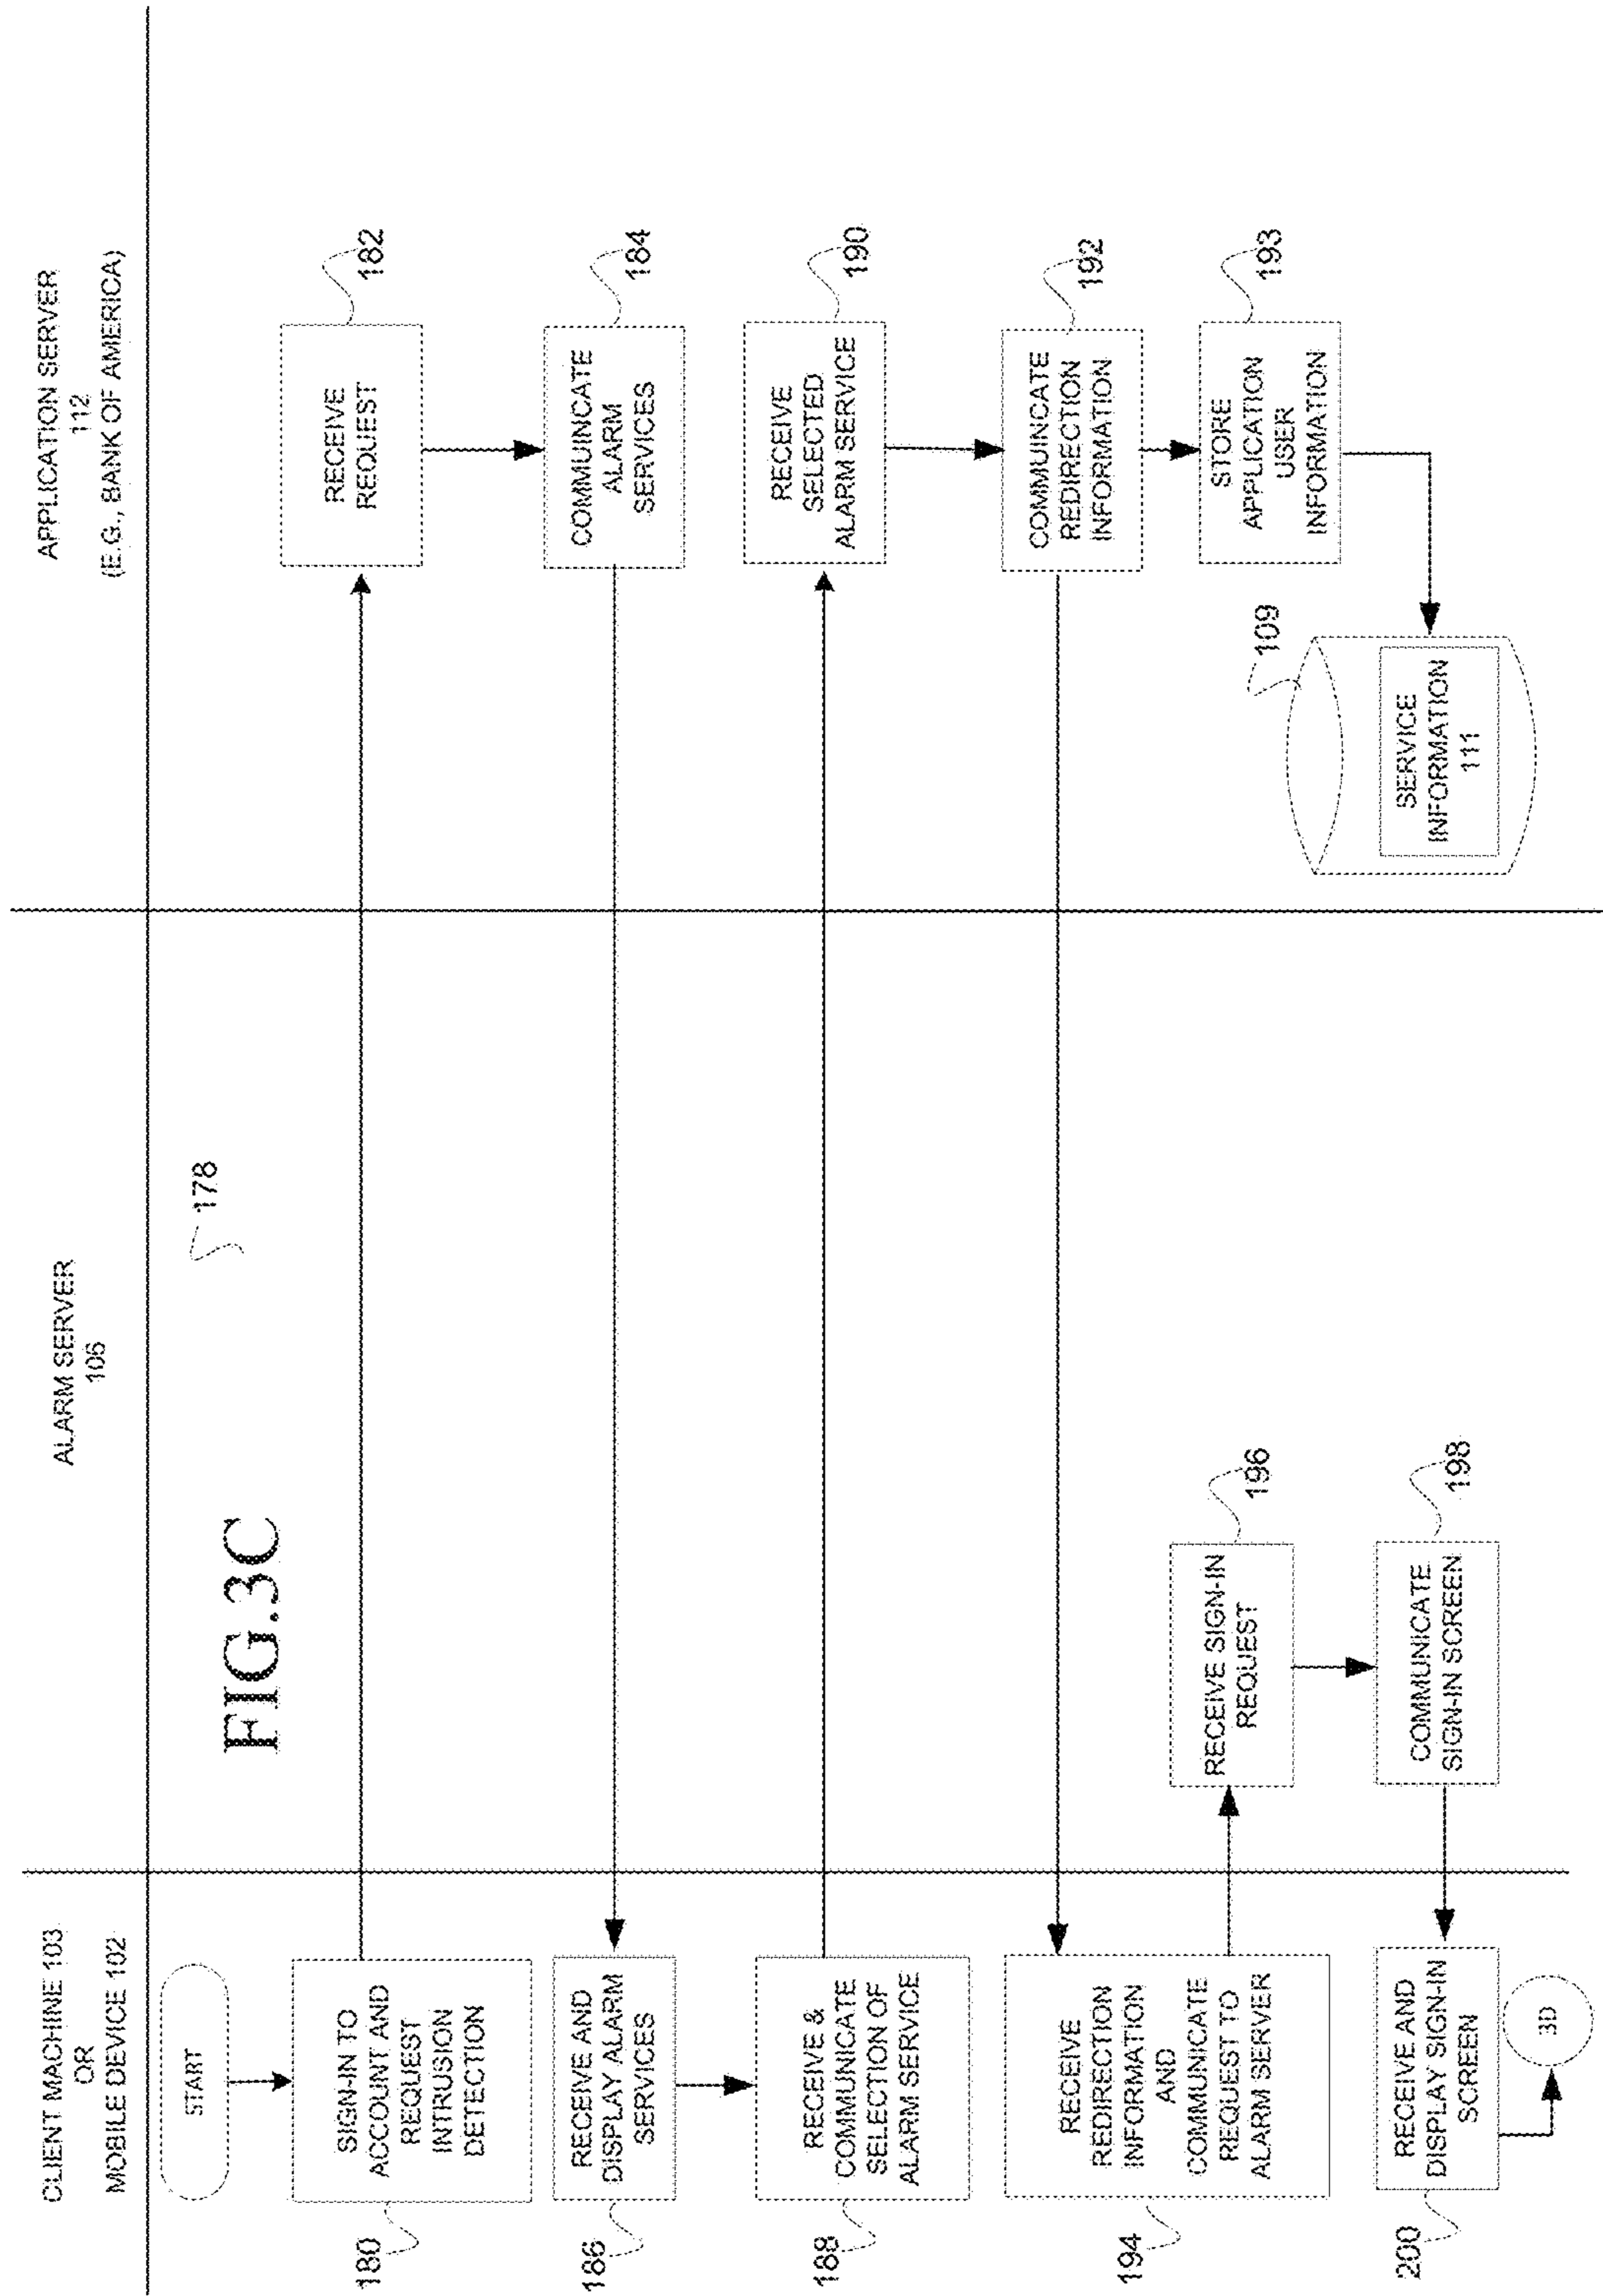 CLIENT MACHINE 103
OR
MOBILE DEVICE 102
ALARM SERVER
106
APPLICATION SERVER
112
(E.G., BANK OF AMERICA)
START
FIG.3C
178
180
SIGN-IN TO
ACCOUNT AND
REQUEST
INTRUSION
DETECTION
RECEIVE
REQUEST
182
186
RECEIVE AND
DISPLAY ALARM
SERVICES
COMMUINCATE
ALARM
SERVICES
184
188
RECEIVE &
COMMUNICATE
SELECTION OF
ALARM SERVICE
RECEIVE
SELECTED
ALARM SERVICE
190
194
RECEIVE
REDIRECTION
INFORMATION
AND
COMMUNICATE
REQUEST TO
ALARM SERVER
COMMUINCATE
REDIRECTION
INFORMATION
192
RECEIVE SIGN-IN
REQUEST
196
STORE
APPLICATION
USER
INFORMATION
193
200
RECEIVE AND
DISPLAY SIGN-IN
SCREEN
COMMUNICATE
SIGN-IN SCREEN
198
109
SERVICE
INFORMATION
111
3D